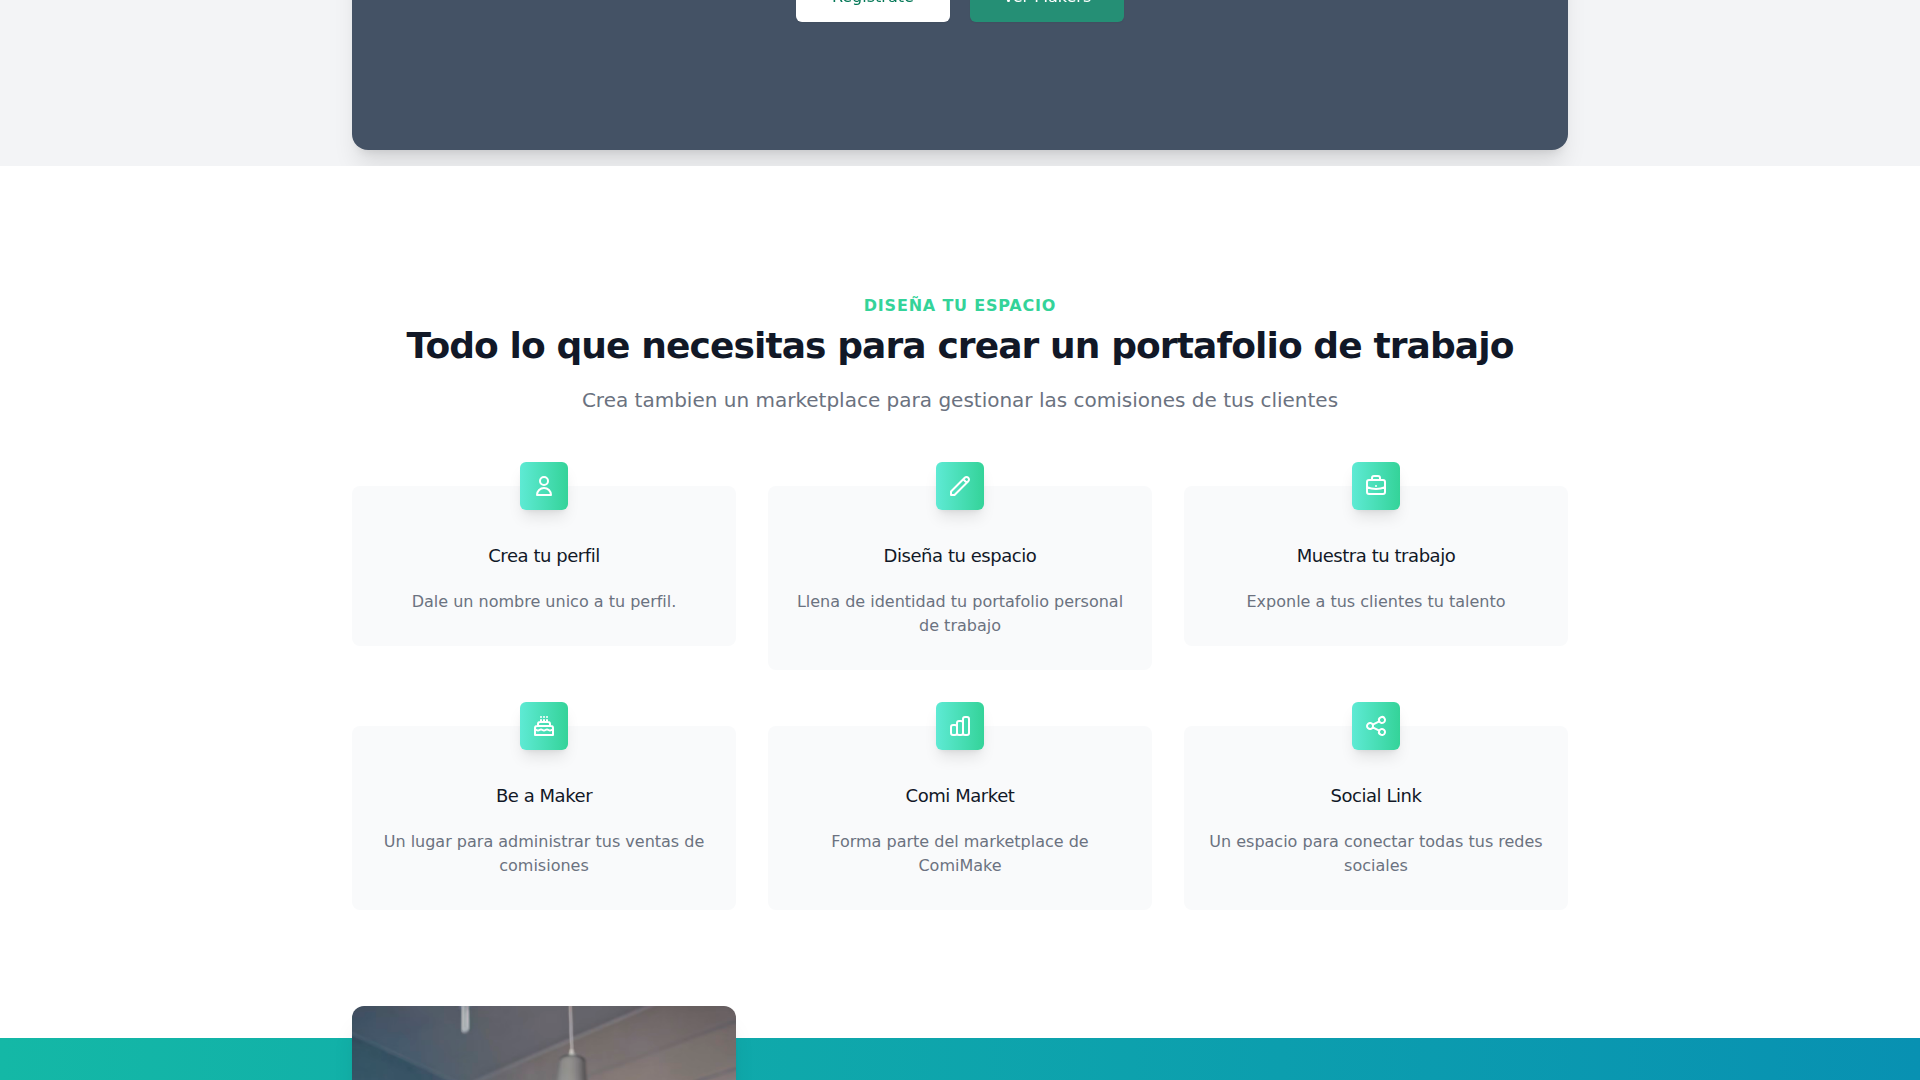 Regístrate
Ver Makers
DISEÑA TU ESPACIO
Todo lo que necesitas para crear un portafolio de trabajo
Crea tambien un marketplace para gestionar las comisiones de tus clientes
Crea tu perfil
Dale un nombre unico a tu perfil.
Diseña tu espacio
Llena de identidad tu portafolio personal
de trabajo
Muestra tu trabajo
Exponle a tus clientes tu talento
Be a Maker
Un lugar para administrar tus ventas de
comisiones
Comi Market
Forma parte del marketplace de
ComiMake
Social Link
Un espacio para conectar todas tus redes
sociales